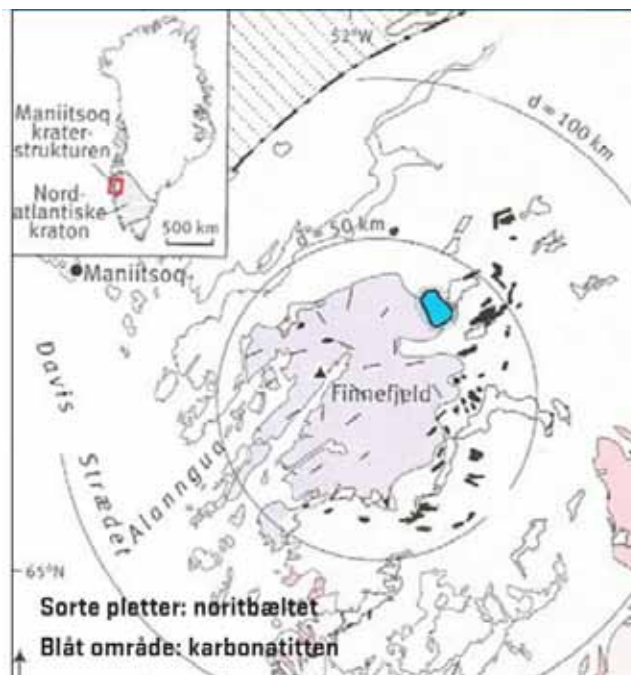 52°W
Maniitsoq
krater-
strukturen
Nord-
atlantiske
kraton
500 km
d = 100 km
d = 50 km
Maniitsoq
Davis
Strædet
Finnefjeld
Alanngua
65°N
Sorte pletter: noritbæltet
Blåt område: karbonatitten